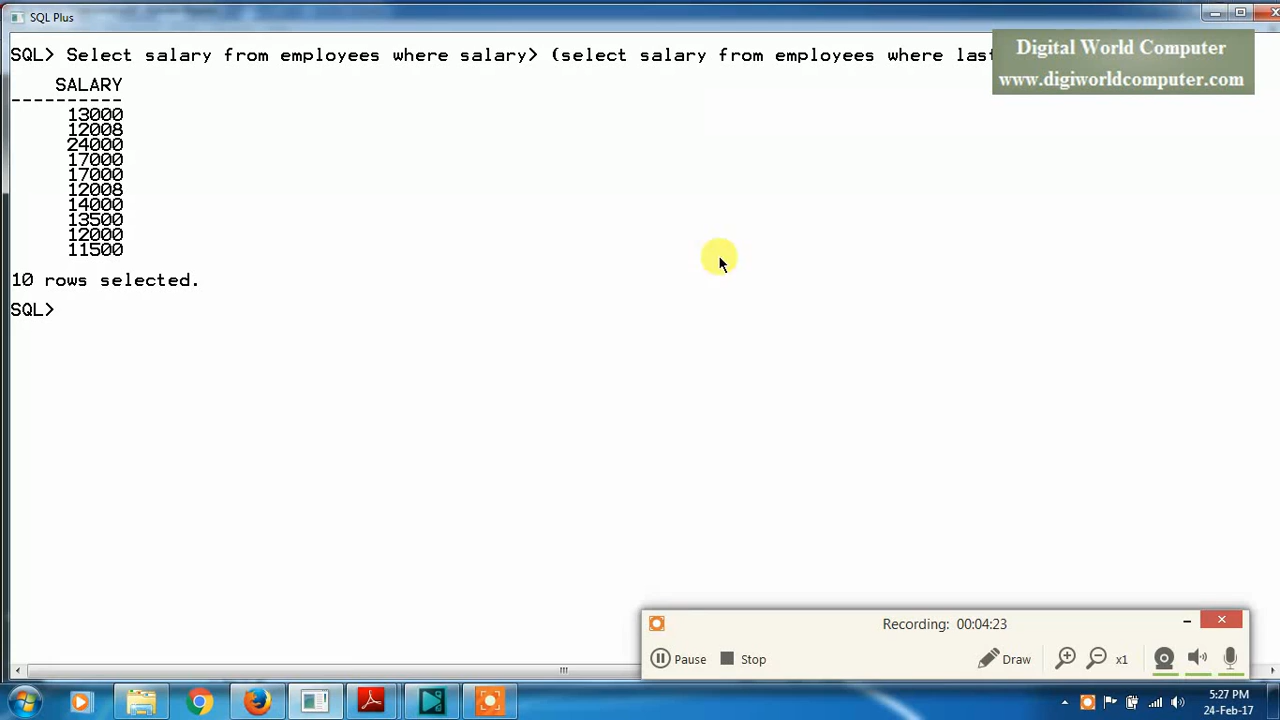 SQL Plus
SQL> Select salary from employees where salary> (select salary from employees where last
Digital World Computer
www.digiworldcomputer.com
SALARY
----------
13000
12008
24000
17000
17000
12008
14000
13500
12000
11500
10 rows selected.
SQL>
Recording: 00:04:23
Pause
Stop
Draw
x1
5:27 PM
24-Feb-17